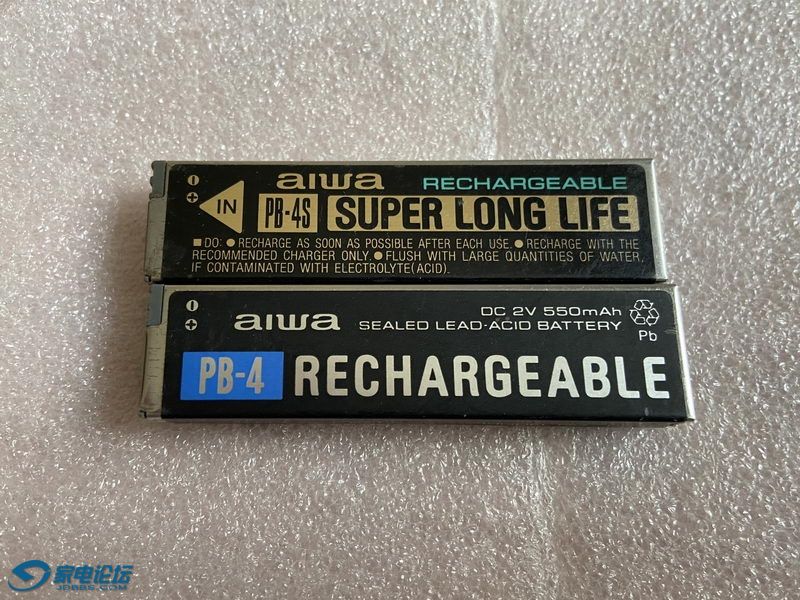 aiwa RECHARGEABLE
IN PB-4S SUPER LONG LIFE
■ DO: ● RECHARGE AS SOON AS POSSIBLE AFTER EACH USE. ● RECHARGE WITH THE
RECOMMENDED CHARGER ONLY. ● FLUSH WITH LARGE QUANTITIES OF WATER,
IF CONTAMINATED WITH ELECTROLYTE(ACID).
aiwa
DC 2V 550mAh
SEALED LEAD-ACID BATTERY
Pb
PB-4 RECHARGEABLE
家电论坛
JDBBS.COM